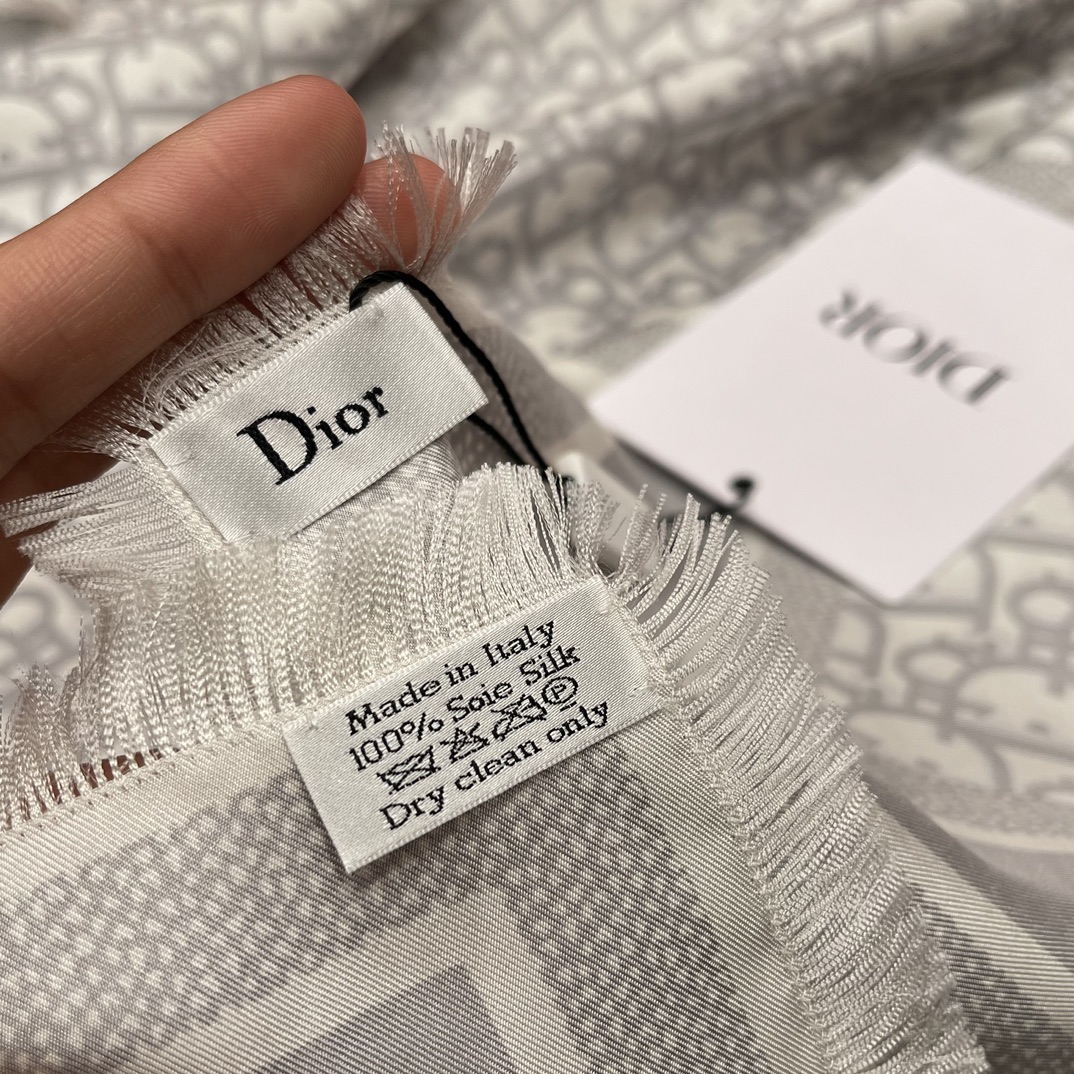 Dior
DIOR
Made in Italy
100% Soie Silk
P
Dry clean only